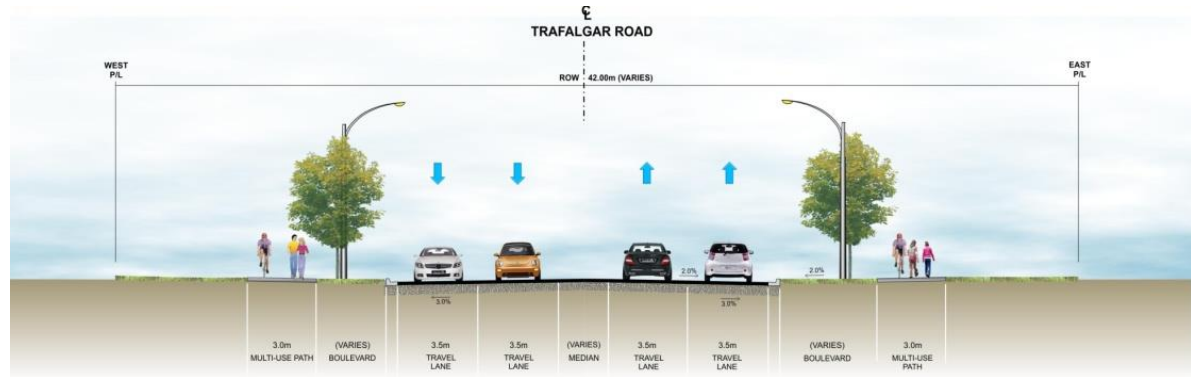 ℄
TRAFALGAR ROAD
WEST
P/L
EAST
P/L
ROW 42.00m (VARIES)
2.0%
2.0%
3.0%
3.0%
3.0m
MULTI-USE PATH
(VARIES)
BOULEVARD
3.5m
TRAVEL
LANE
3.5m
TRAVEL
LANE
(VARIES)
MEDIAN
3.5m
TRAVEL
LANE
3.5m
TRAVEL
LANE
(VARIES)
BOULEVARD
3.0m
MULTI-USE
PATH